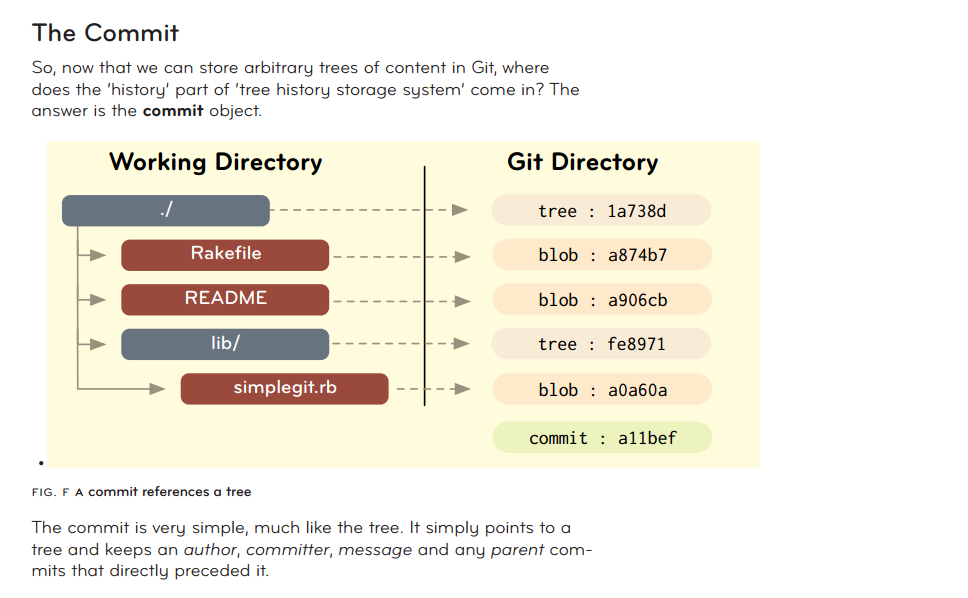 The Commit
So, now that we can store arbitrary trees of content in Git, where
does the ‘history’ part of ‘tree history storage system’ come in? The
answer is the commit object.
Working Directory
Git Directory
./
tree : 1a738d
Rakefile
blob : a874b7
README
blob : a906cb
lib/
tree : fe8971
simplegit.rb
blob : a0a60a
commit : a11bef
FIG. F A commit references a tree
The commit is very simple, much like the tree. It simply points to a
tree and keeps an author, committer, message and any parent com-
mits that directly preceded it.